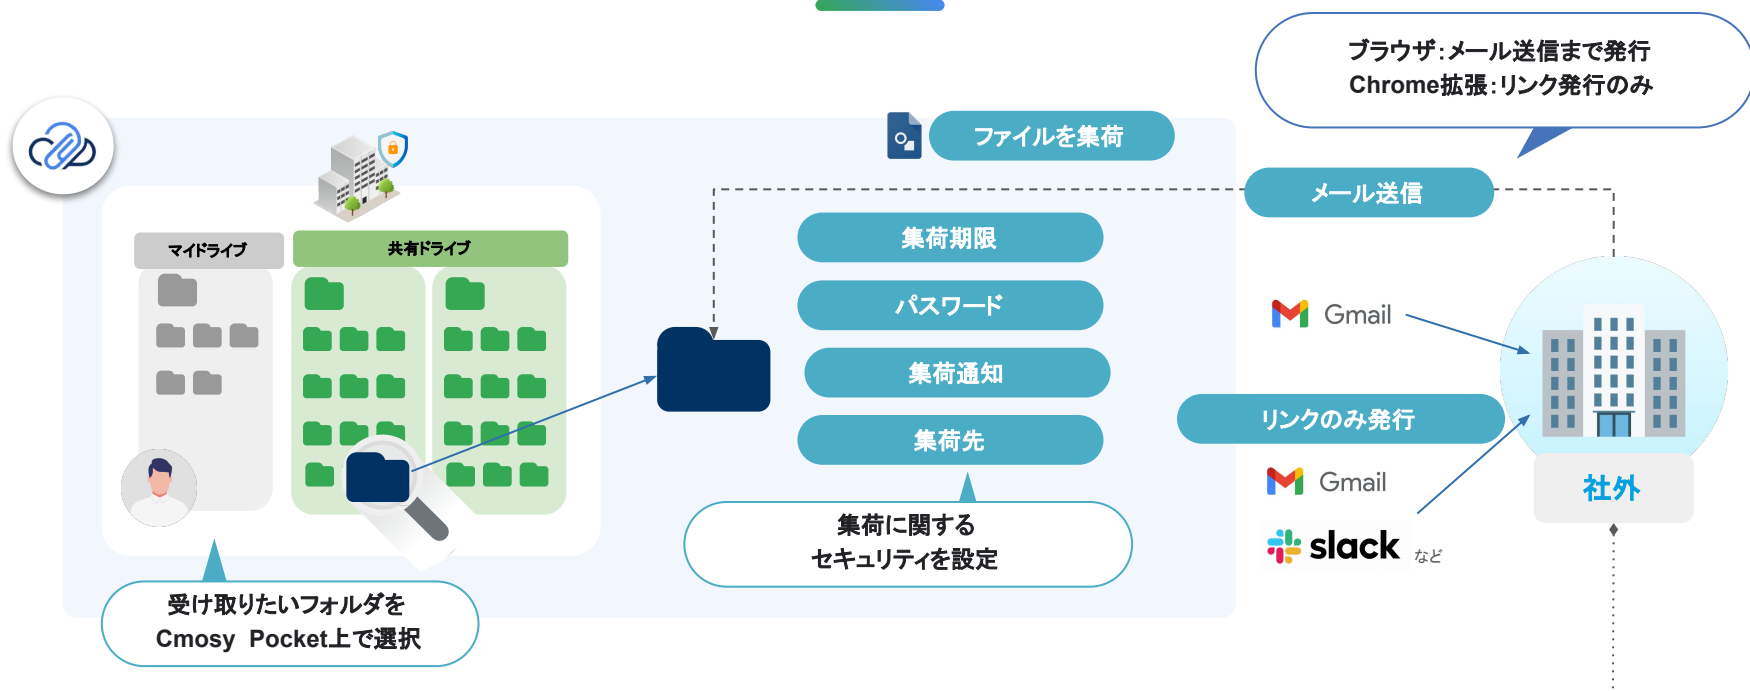 ブラウザ：メール送信まで発行
Chrome拡張：リンク発行のみ
ファイルを集荷
メール送信
集荷期限
マイドライブ
共有ドライブ
パスワード
Gmail
集荷通知
リンクのみ発行
集荷先
Gmail
社外
集荷に関する
セキュリティを設定
slack など
受け取りたいフォルダを
Cmosy Pocket上で選択